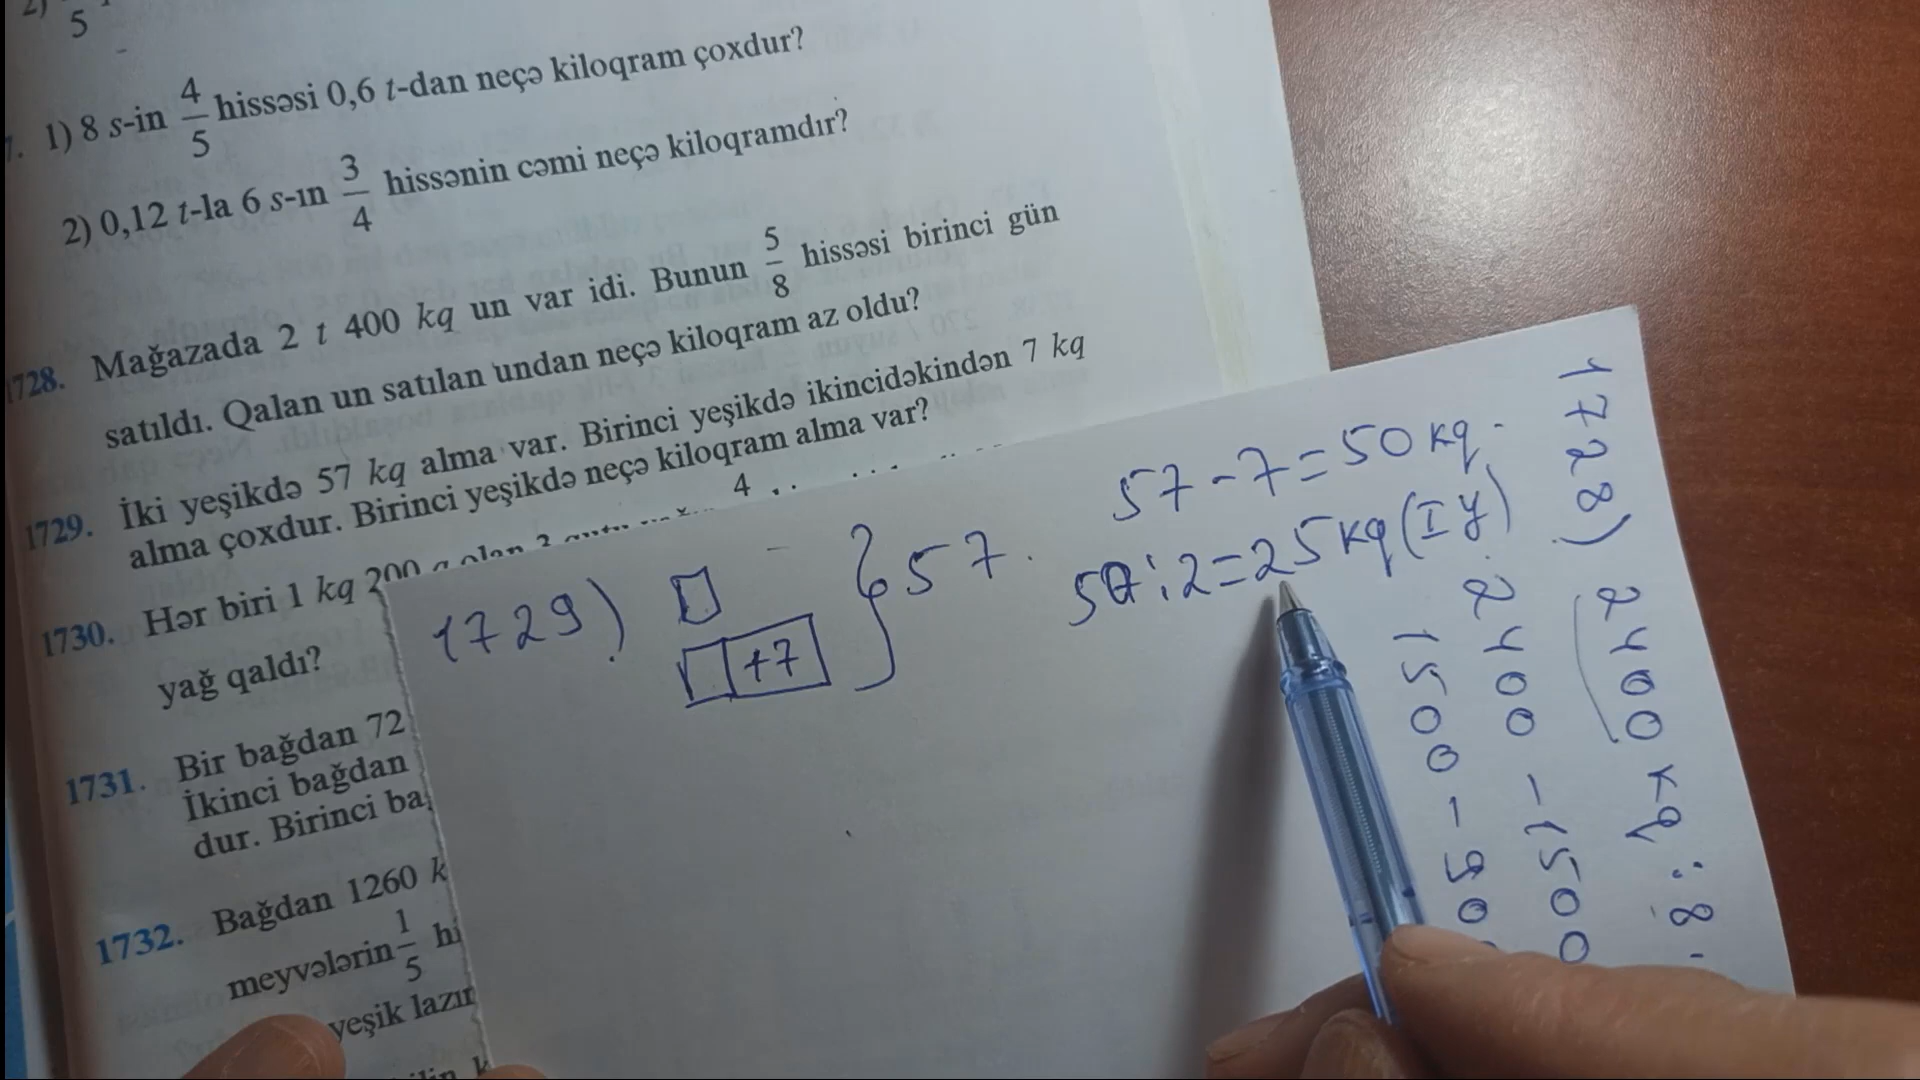 5
1) 8 s-in 4/5 hissəsi 0,6 t-dan neçə kiloqram çoxdur?
2) 0,12 t-la 6 s-ın 3/4 hissənin cəmi neçə kiloqramdır?
1728. Mağazada 2 t 400 kq un var idi. Bunun 5/8 hissəsi birinci gün
satıldı. Qalan un satılan undan neçə kiloqram az oldu?
1729. İki yeşikdə 57 kq alma var. Birinci yeşikdə ikincidəkindən 7 kq
alma çoxdur. Birinci yeşikdə neçə kiloqram alma var?
4
1730. Hər biri 1 kq 200
yağ qaldı?
1731. Bir bağdan 72
İkinci bağdan
dur. Birinci ba
1732. Bağdan 1260 k
meyvələrin 1/5 hi
yeşik lazım
1729)
+7
57
57-7=50 kq
50:2=25 kq (I y)
1728) 2400 kq : 8
2400-1500
1500-900